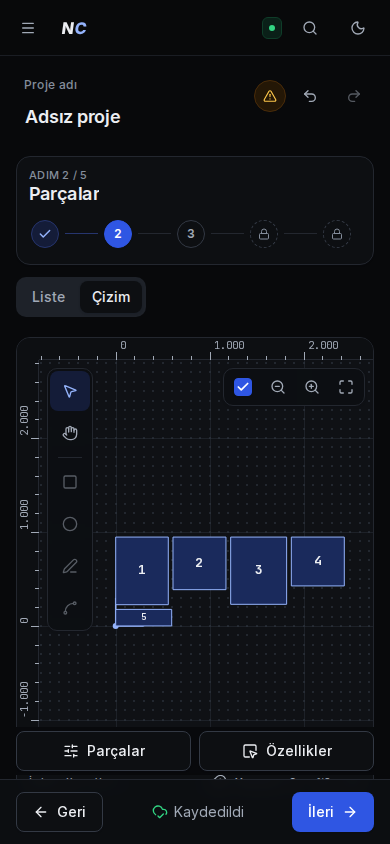 NC
Proje adı
Adsız proje
ADIM 2 / 5
Parçalar
2
3
Liste
Çizim
0
1.000
2.000
2.000
1.000
0
-1.000
1
2
3
4
5
Parçalar
Özellikler
Geri
Kaydedildi
İleri